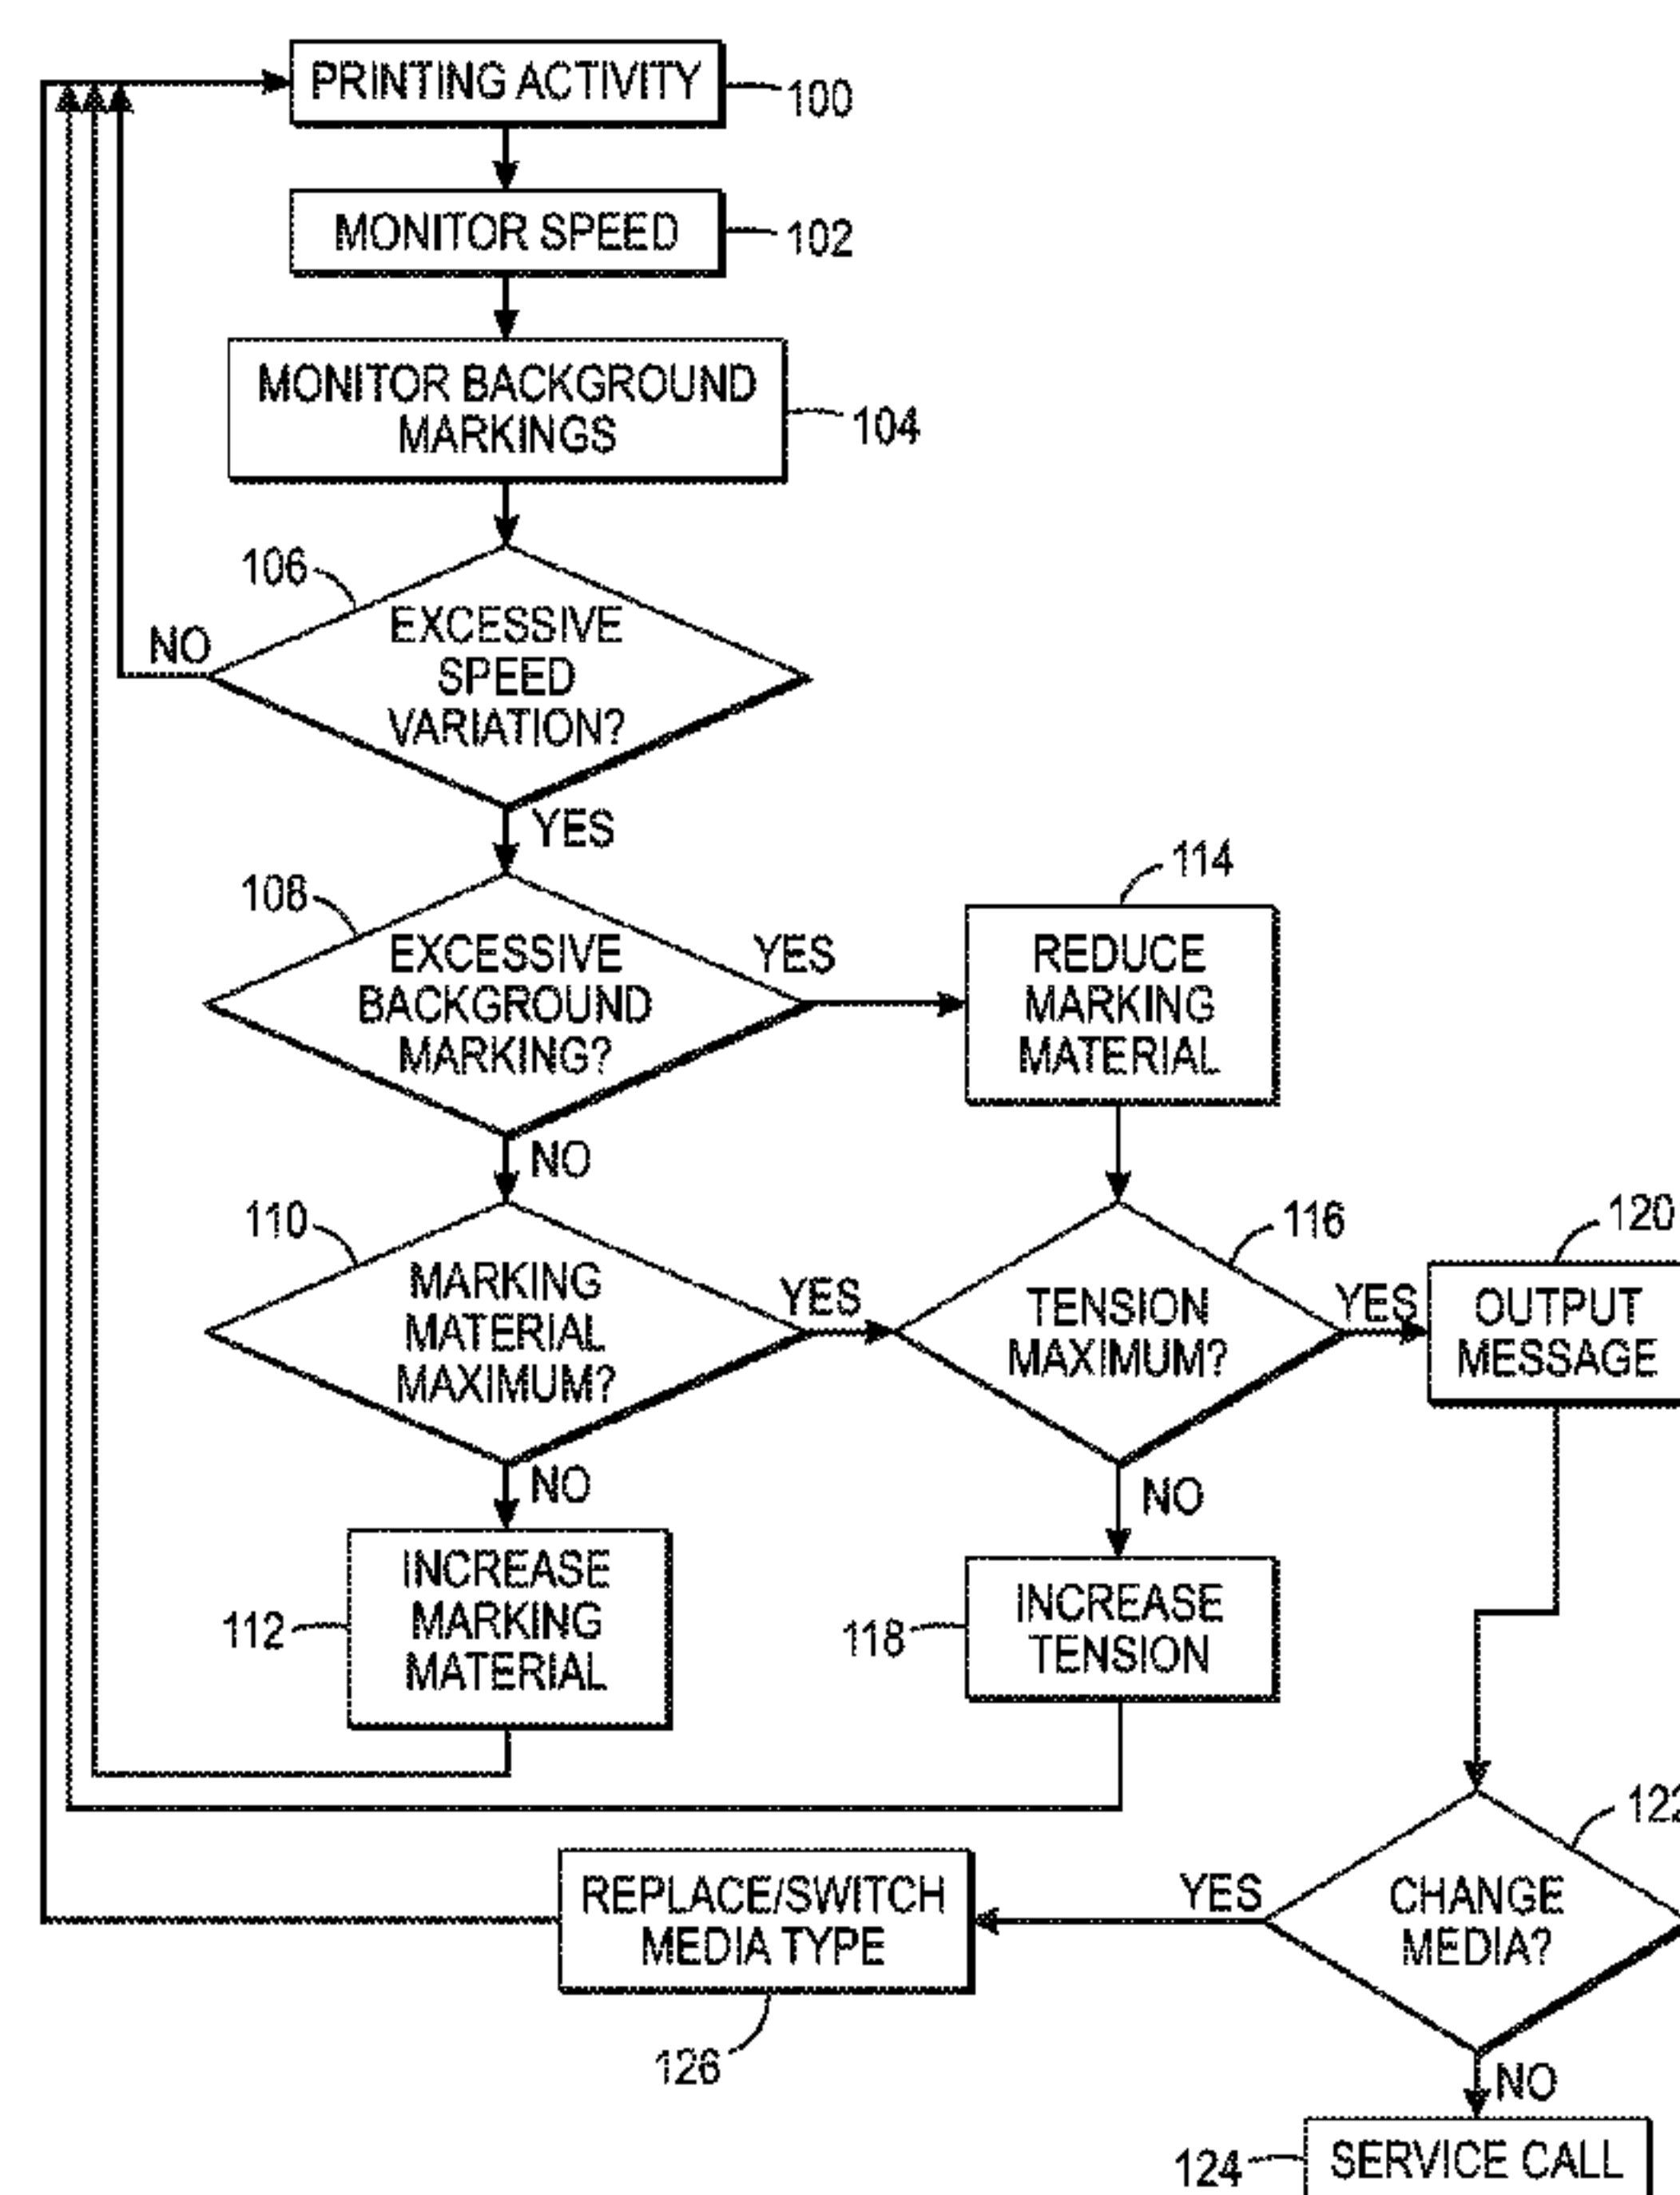 PRINTING ACTIVITY
100
MONITOR SPEED
102
MONITOR BACKGROUND
MARKINGS
104
106
EXCESSIVE
SPEED
VARIATION?
NO
YES
108
EXCESSIVE
BACKGROUND
MARKING?
YES
NO
114
REDUCE
MARKING
MATERIAL
110
MARKING
MATERIAL
MAXIMUM?
YES
NO
116
TENSION
MAXIMUM?
YES
NO
120
OUTPUT
MESSAGE
112
INCREASE
MARKING
MATERIAL
118
INCREASE
TENSION
122
CHANGE
MEDIA?
YES
NO
REPLACE/SWITCH
MEDIA TYPE
126
124
SERVICE CALL